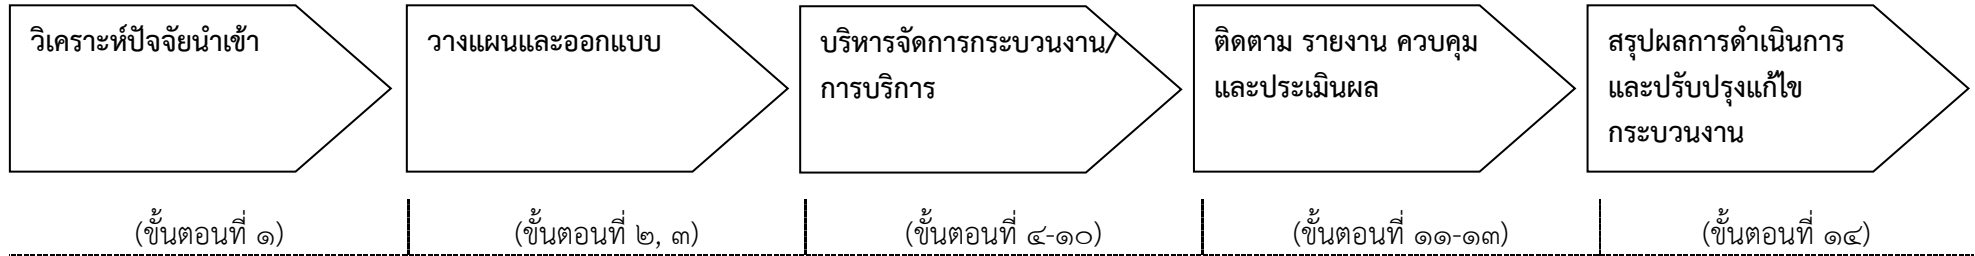 วิเคราะห์ปัจจัยนำเข้า
วางแผนและออกแบบ
บริหารจัดการกระบวนงาน/
การบริการ
ติดตาม รายงาน ควบคุม
และประเมินผล
สรุปผลการดำเนินการ
และปรับปรุงแก้ไข
กระบวนงาน
(ขั้นตอนที่ ๑)
(ขั้นตอนที่ ๒, ๓)
(ขั้นตอนที่ ๔-๑๐)
(ขั้นตอนที่ ๑๑-๑๓)
(ขั้นตอนที่ ๑๔)